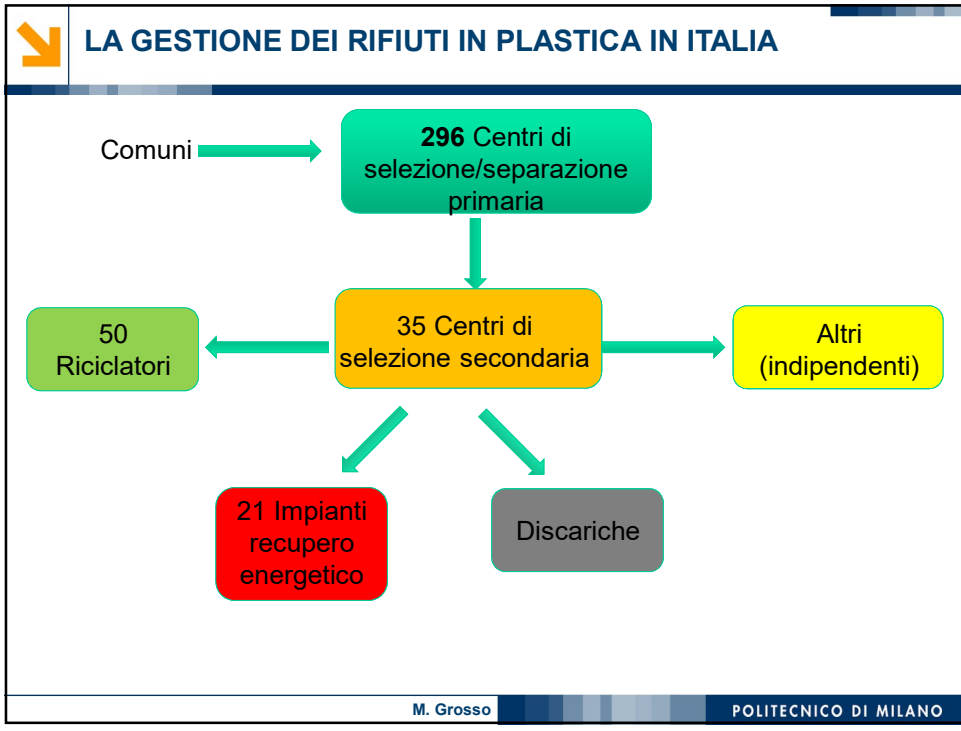 LA GESTIONE DEI RIFIUTI IN PLASTICA IN ITALIA
Comuni
296 Centri di
selezione/separazione
primaria
50
Riciclatori
35 Centri di
selezione secondaria
Altri
(indipendenti)
21 Impianti
recupero
energetico
Discariche
M. Grosso
POLITECNICO DI MILANO